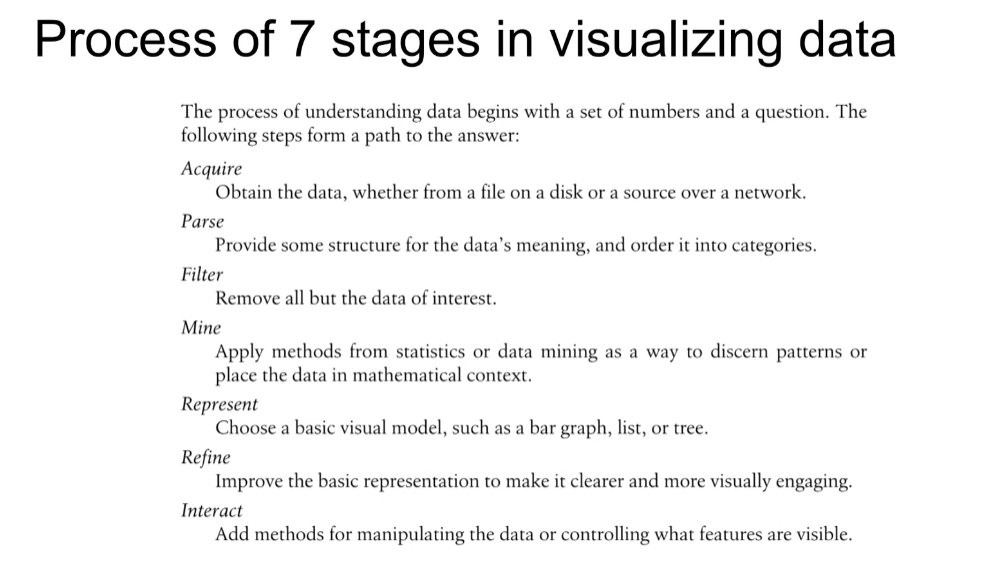 Process of 7 stages in visualizing data
The process of understanding data begins with a set of numbers and a question. The
following steps form a path to the answer:
Acquire
Obtain the data, whether from a file on a disk or a source over a network.
Parse
Provide some structure for the data’s meaning, and order it into categories.
Filter
Remove all but the data of interest.
Mine
Apply methods from statistics or data mining as a way to discern patterns or
place the data in mathematical context.
Represent
Choose a basic visual model, such as a bar graph, list, or tree.
Refine
Improve the basic representation to make it clearer and more visually engaging.
Interact
Add methods for manipulating the data or controlling what features are visible.